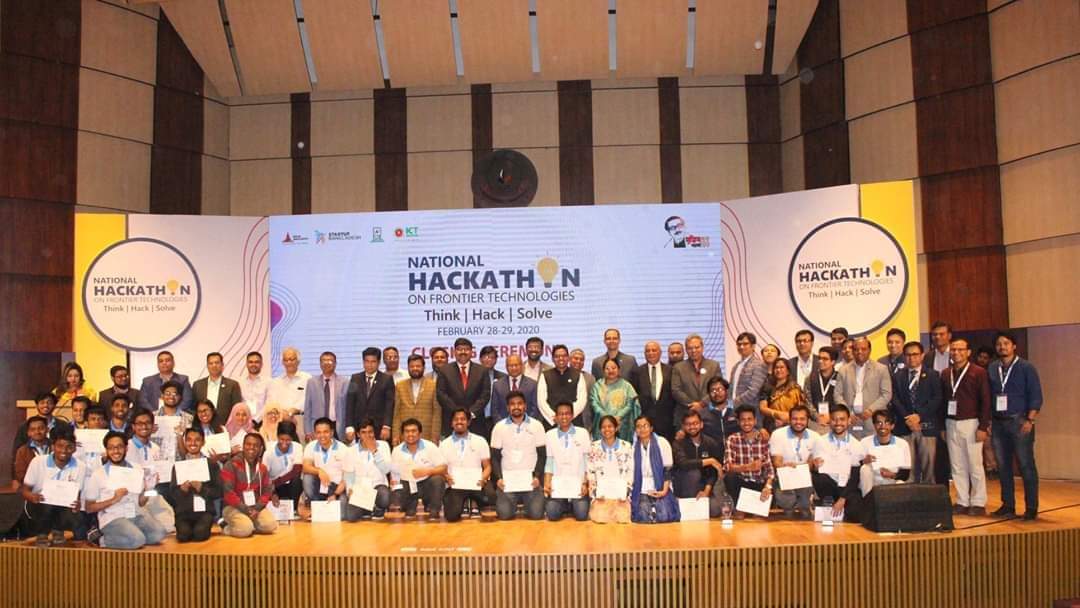 STARTUP
BANGLADESH
ICT
NATIONAL
HACKATHON
ON FRONTIER TECHNOLOGIES
Think | Hack | Solve
FEBRUARY 28-29, 2020
NATIONAL
HACKATHON
ON FRONTIER TECHNOLOGIES
Think | Hack | Solve
NATIONAL
HACKATHON
ON FRONTIER TECHNOLOGIES
Think | Hack | Solve